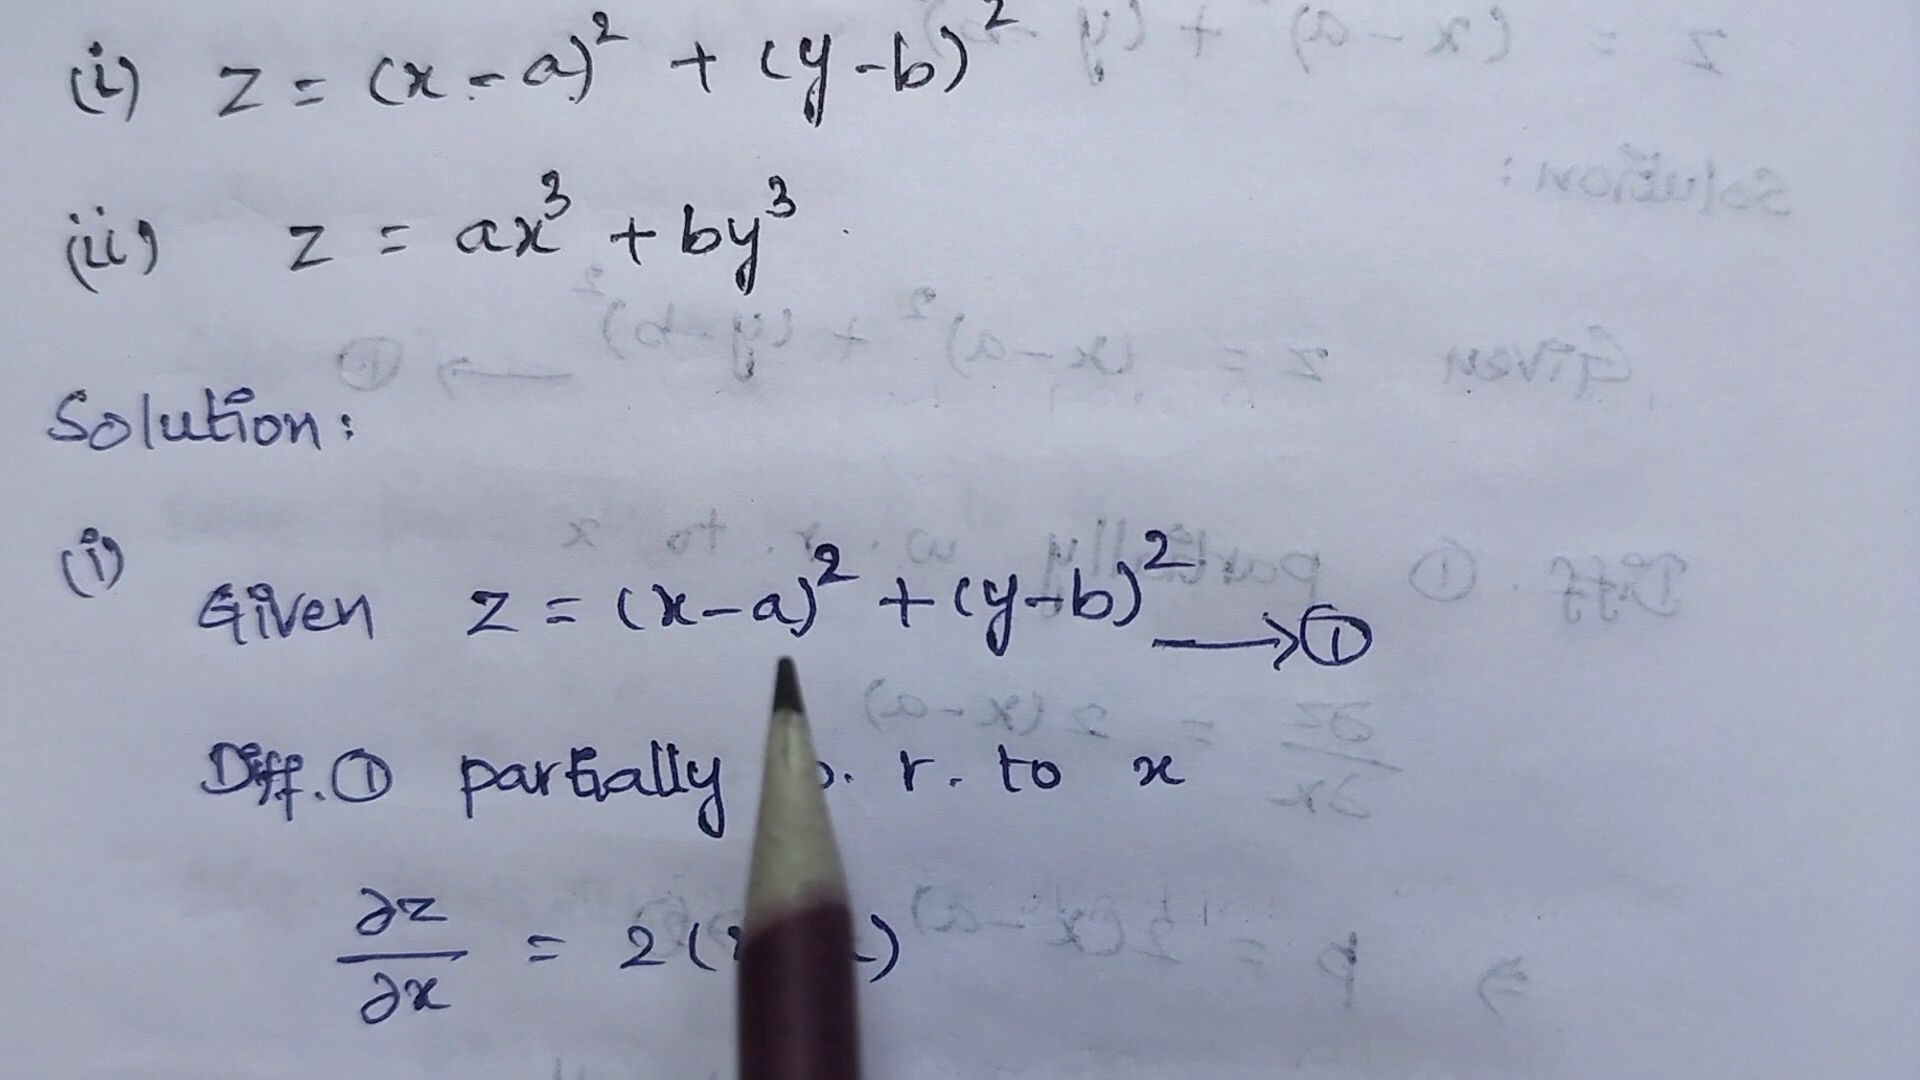 (i) z = (x-a)² + (y-b)²
(ii) z = ax³ + by³.
Solution:
(i)
Given z = (x-a)² + (y-b)² ⟶ ①
Diff. ① partially r. to x
∂z/∂x = 2(